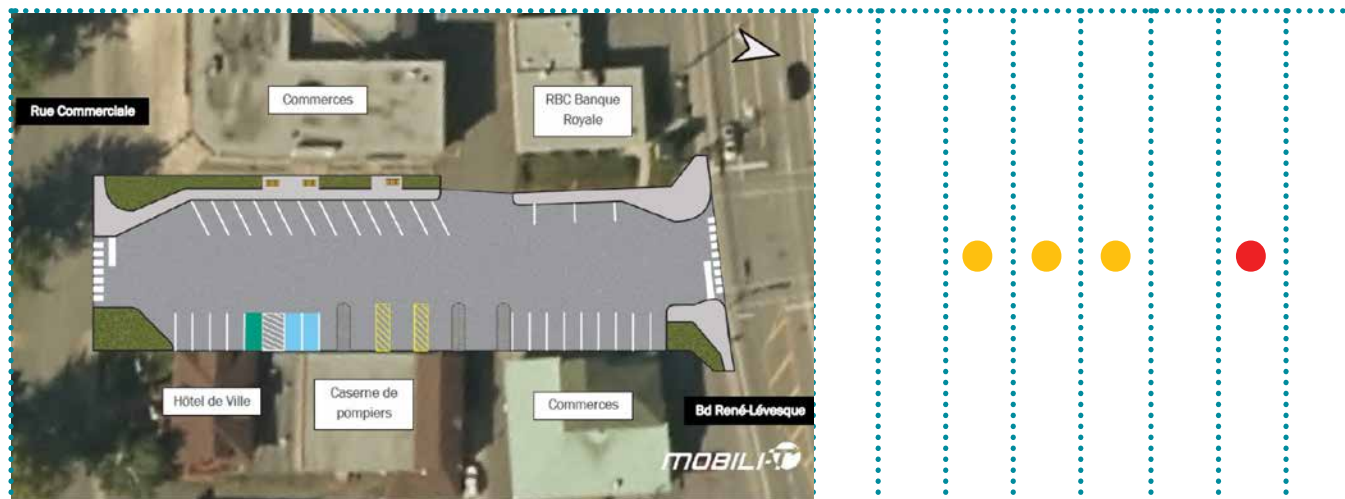 Rue Commerciale
Commerces
RBC Banque
Royale
Hôtel de Ville
Caserne de
pompiers
Commerces
Bd René-Lévesque
MOBILI-T